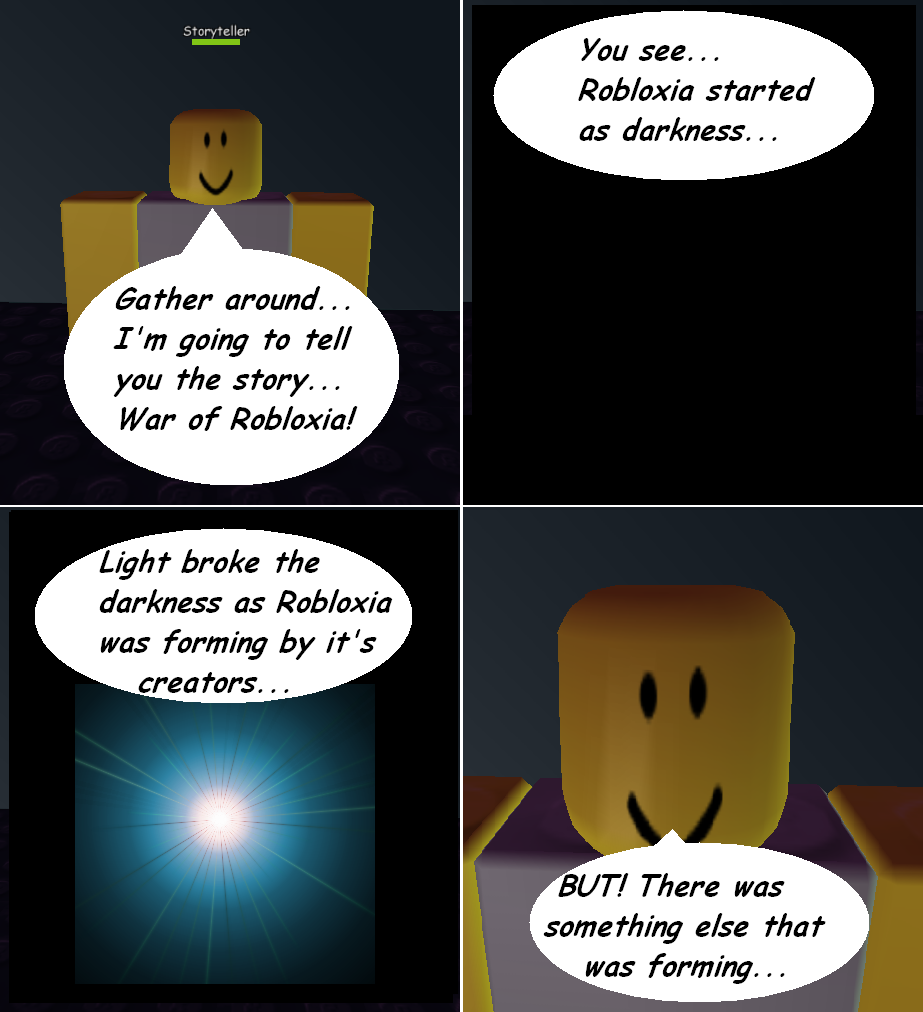 Storyteller
Gather around...
I'm going to tell
you the story...
War of Robloxia!
You see...
Robloxia started
as darkness...
Light broke the
darkness as Robloxia
was forming by it's
creators...
BUT! There was
something else that
was forming...